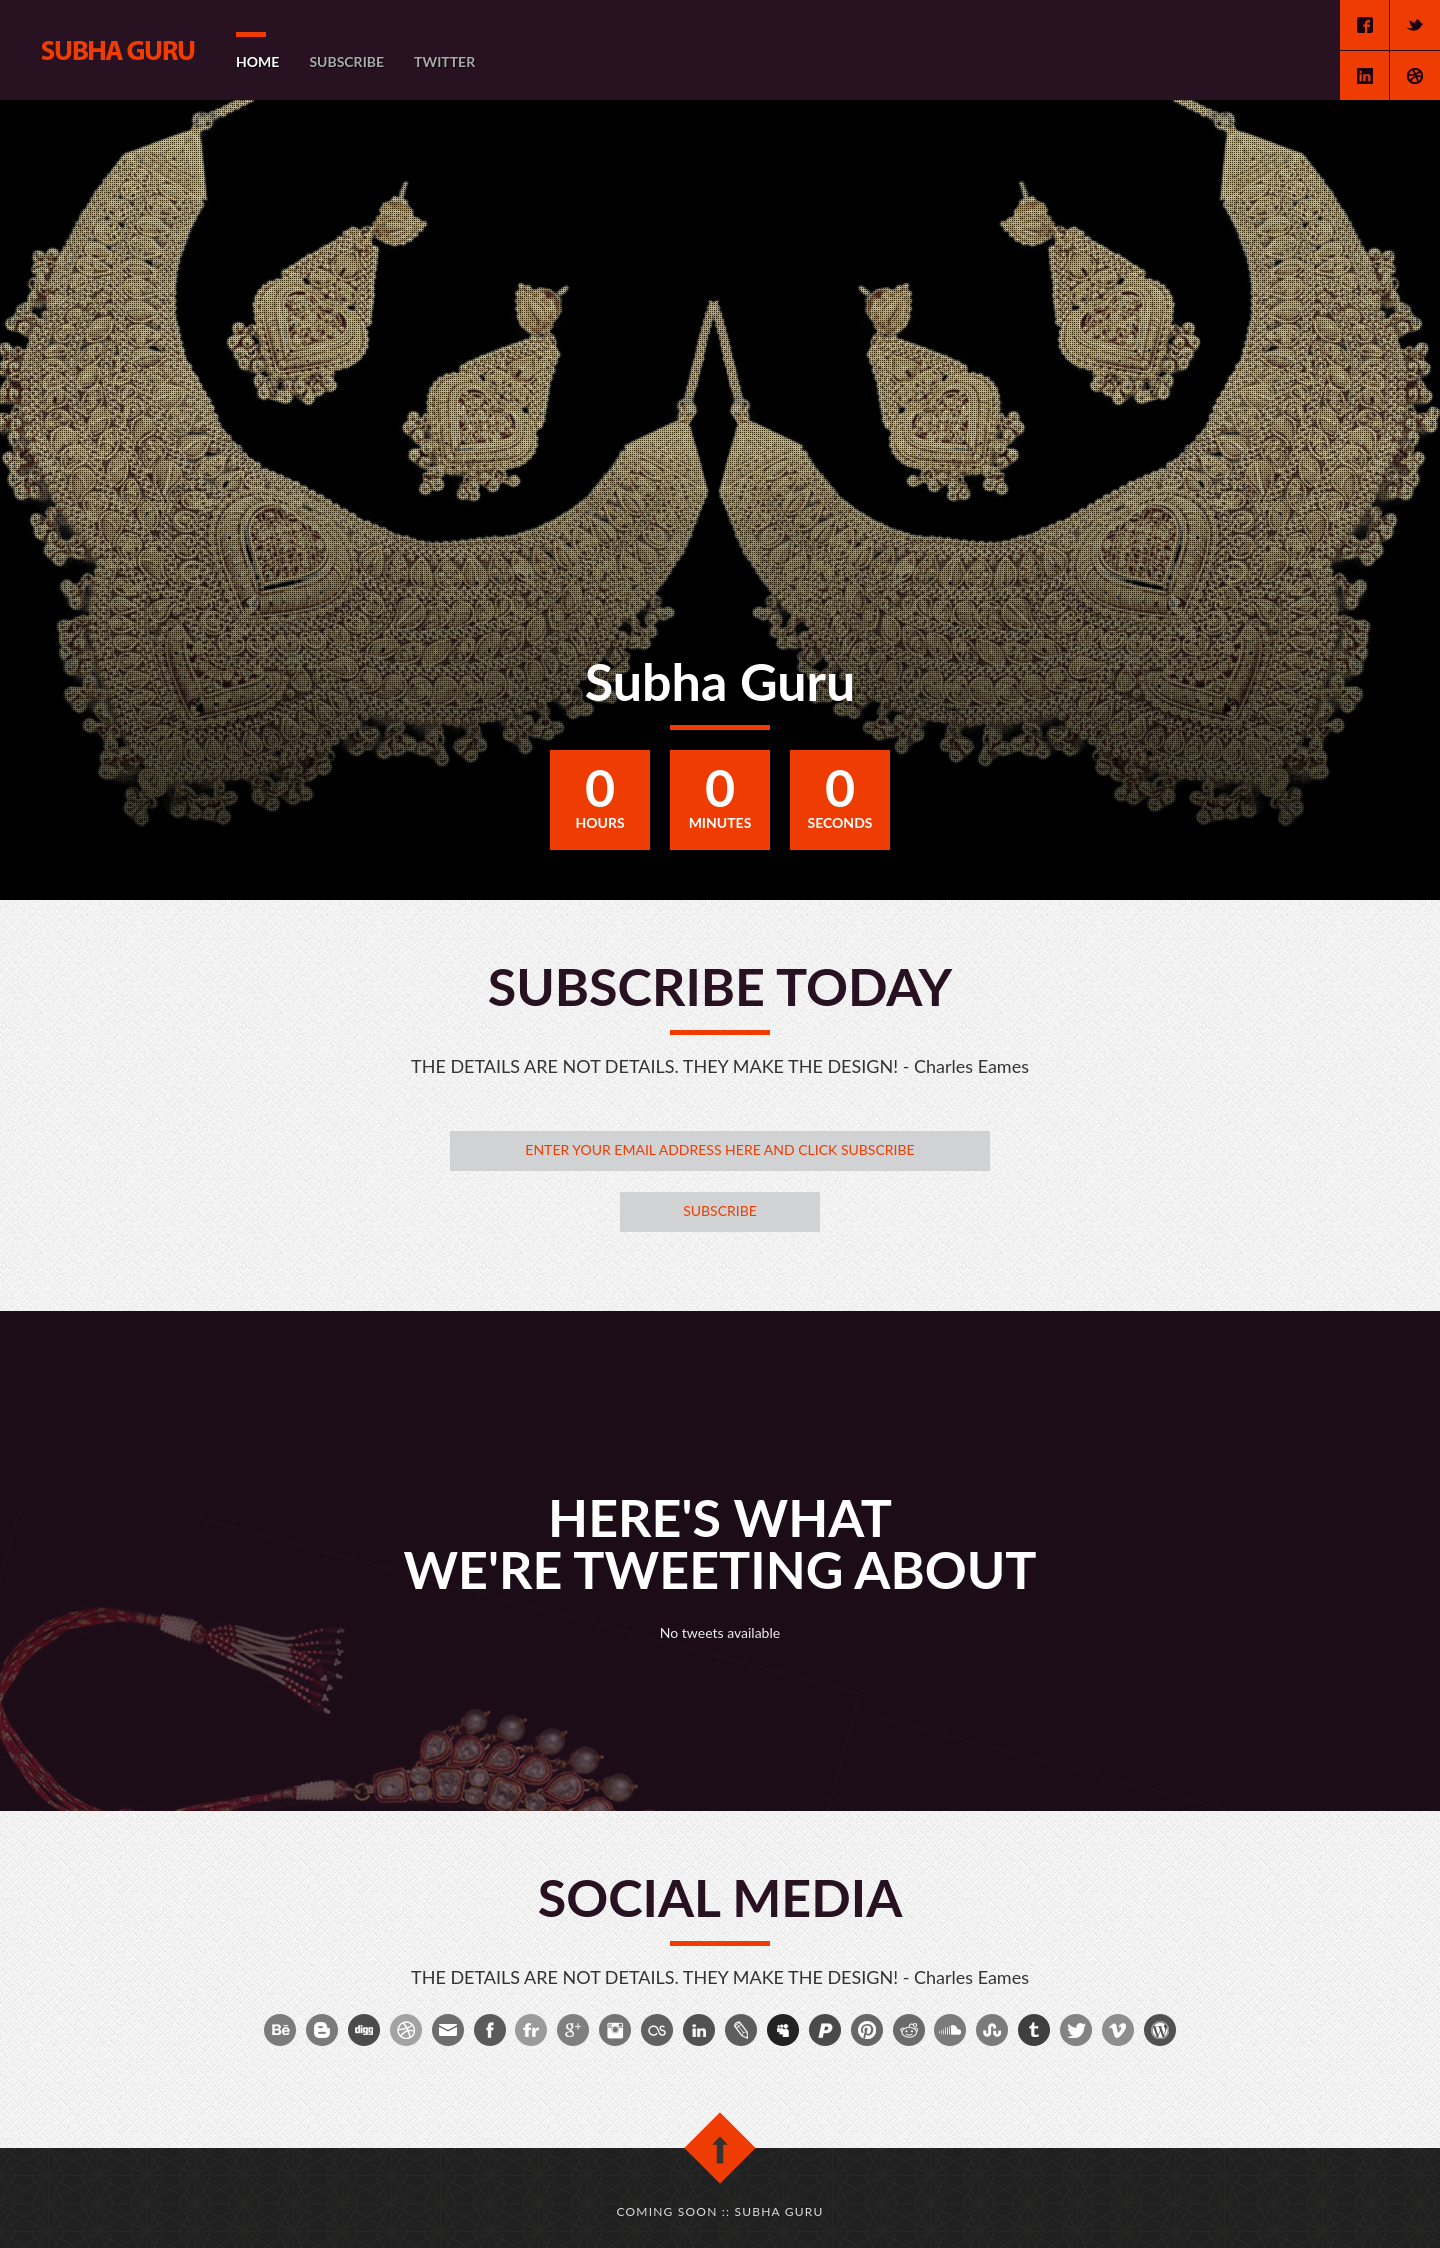 SUBHA GURU
HOME SUBSCRIBE TWITTER
Subha Guru
0 0 0
HOURS MINUTES SECONDS
SUBSCRIBE TODAY
THE DETAILS ARE NOT DETAILS. THEY MAKE THE DESIGN! - Charles Eames
ENTER YOUR EMAIL ADDRESS HERE AND CLICK SUBSCRIBE
SUBSCRIBE
HERE'S WHAT
WE'RE TWEETING ABOUT
No tweets available
SOCIAL MEDIA
THE DETAILS ARE NOT DETAILS. THEY MAKE THE DESIGN! - Charles Eames
COMING SOON :: SUBHA GURU